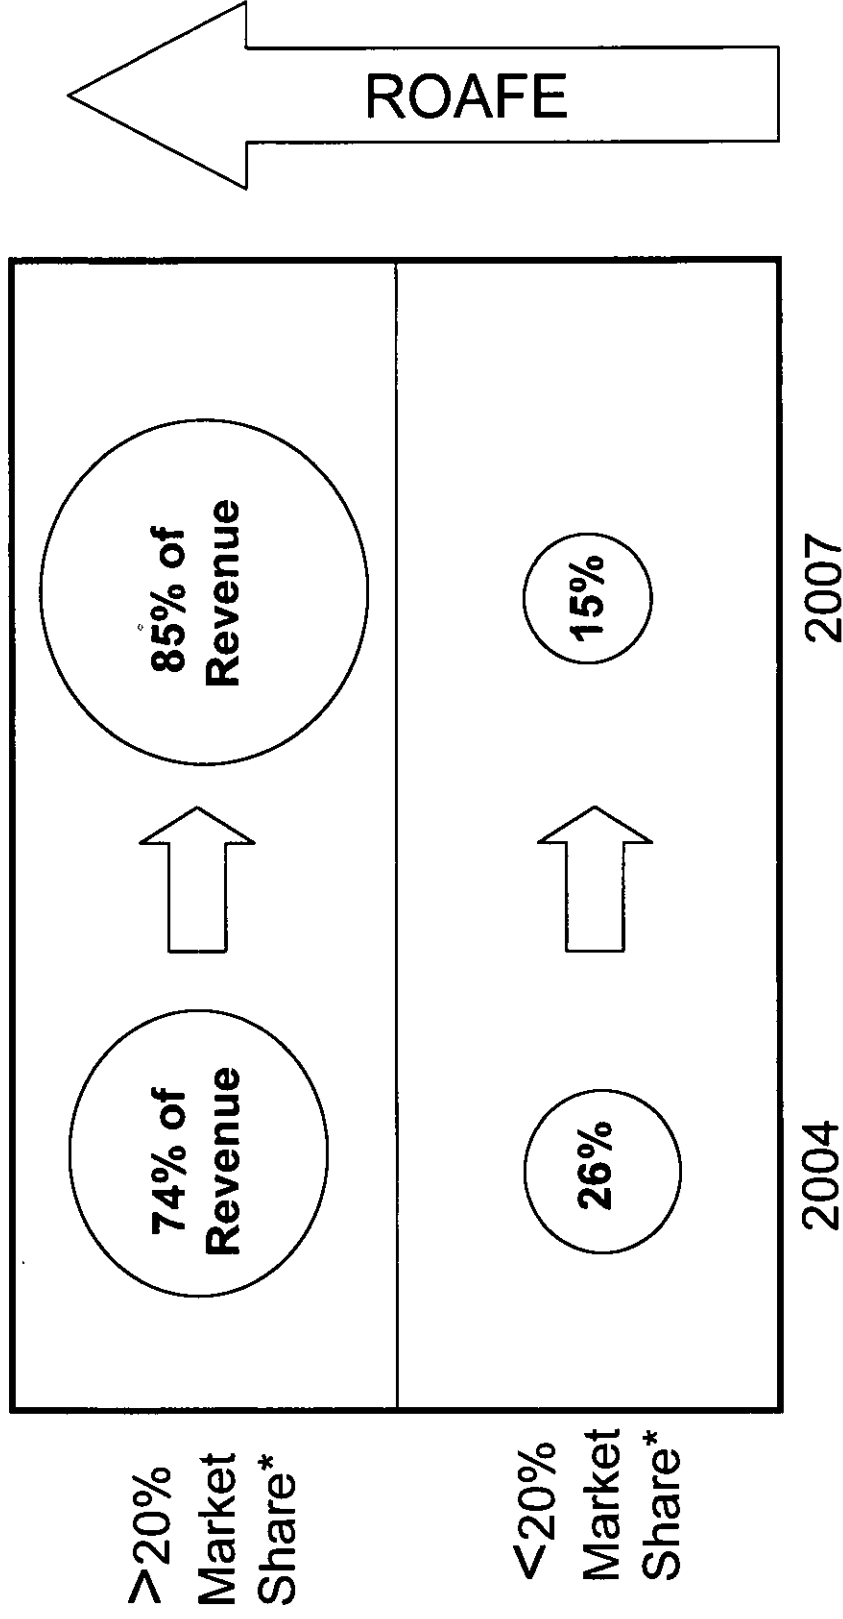 >20%
Market
Share*
74% of
Revenue
85% of
Revenue
<20%
Market
Share*
26%
15%
2004
2007
ROAFE